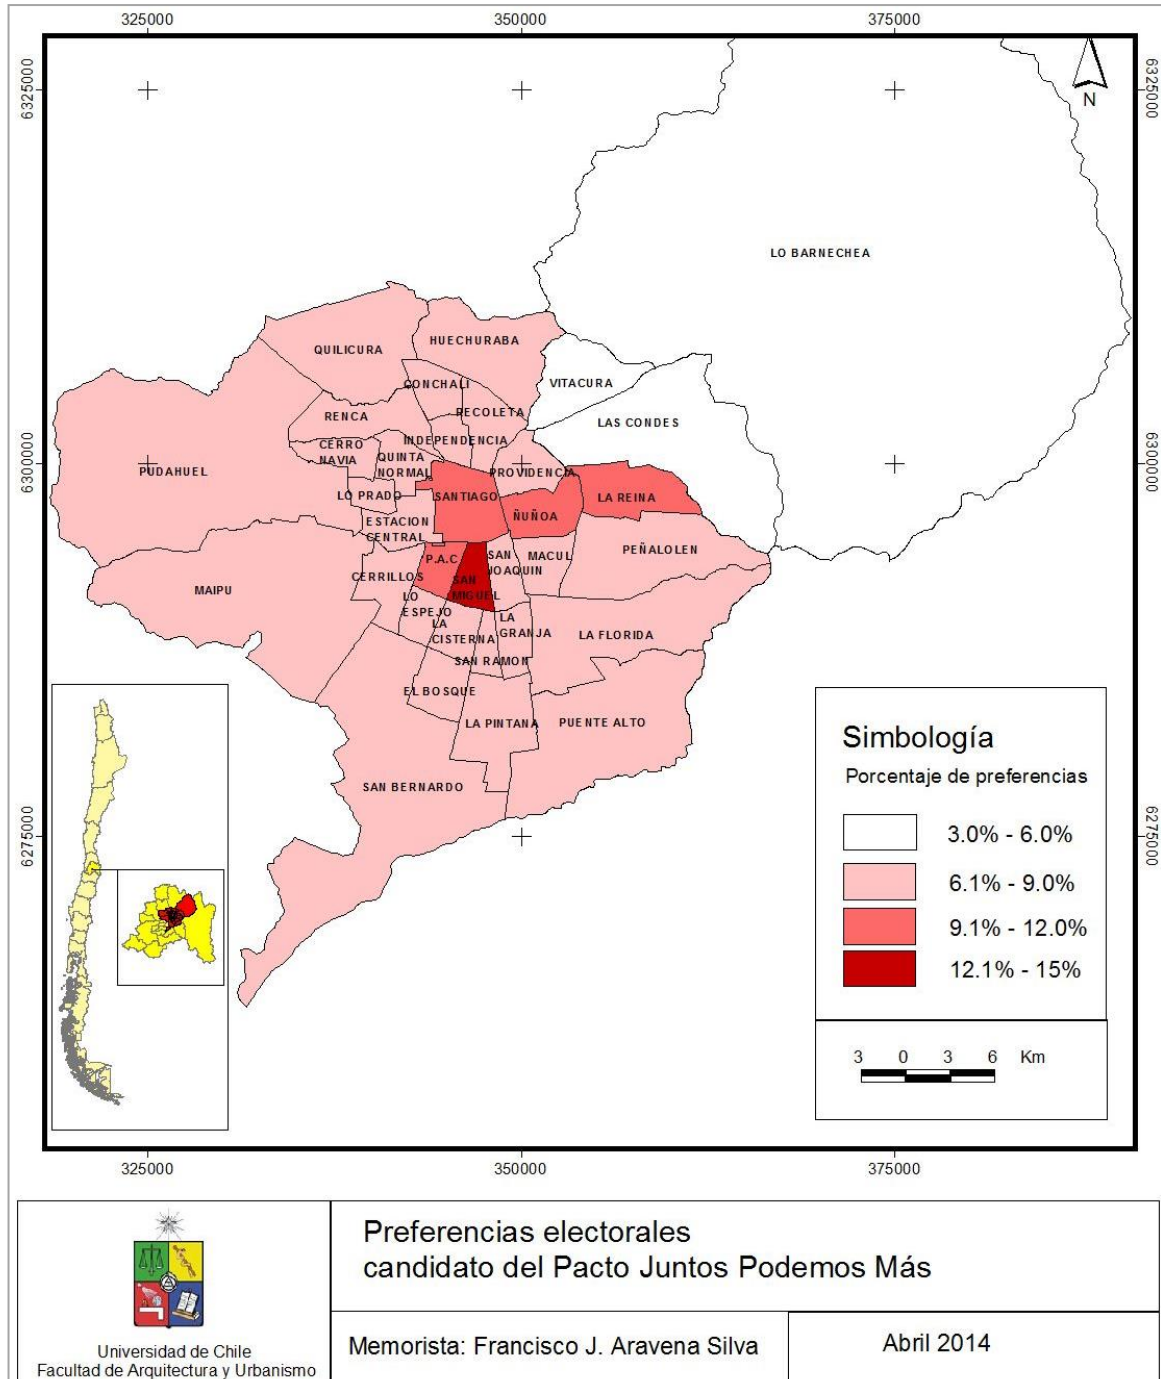 325000
350000
375000
6325000
6325000
N
LO BARNECHEA
HUECHURABA
QUILICURA
VITACURA
CONCHALI
RECOLETA
RENCA
LAS CONDES
INDEPENDENCIA
CERRO
NAVIA
QUINTA
NORMAL
6300000
PUDAHUEL
PROVIDENCIA
6300000
LO PRADO
SANTIAGO
LA REINA
ÑUÑOA
ESTACION
CENTRAL
P.A.C
SAN
JOAQUIN
MACUL
PEÑALOLEN
CERRILLOS
SAN
MIGUEL
MAIPU
LO
ESPEJO
LA
CISTERNA
LA
GRANJA
LA FLORIDA
SAN RAMON
EL BOSQUE
LA PINTANA
PUENTE ALTO
SAN BERNARDO
6275000
6275000
Simbología
Porcentaje de preferencias
3.0% - 6.0%
6.1% - 9.0%
9.1% - 12.0%
12.1% - 15%
3 0 3 6 Km
325000
350000
375000
Preferencias electorales
candidato del Pacto Juntos Podemos Más
Universidad de Chile
Facultad de Arquitectura y Urbanismo
Memorista: Francisco J. Aravena Silva
Abril 2014